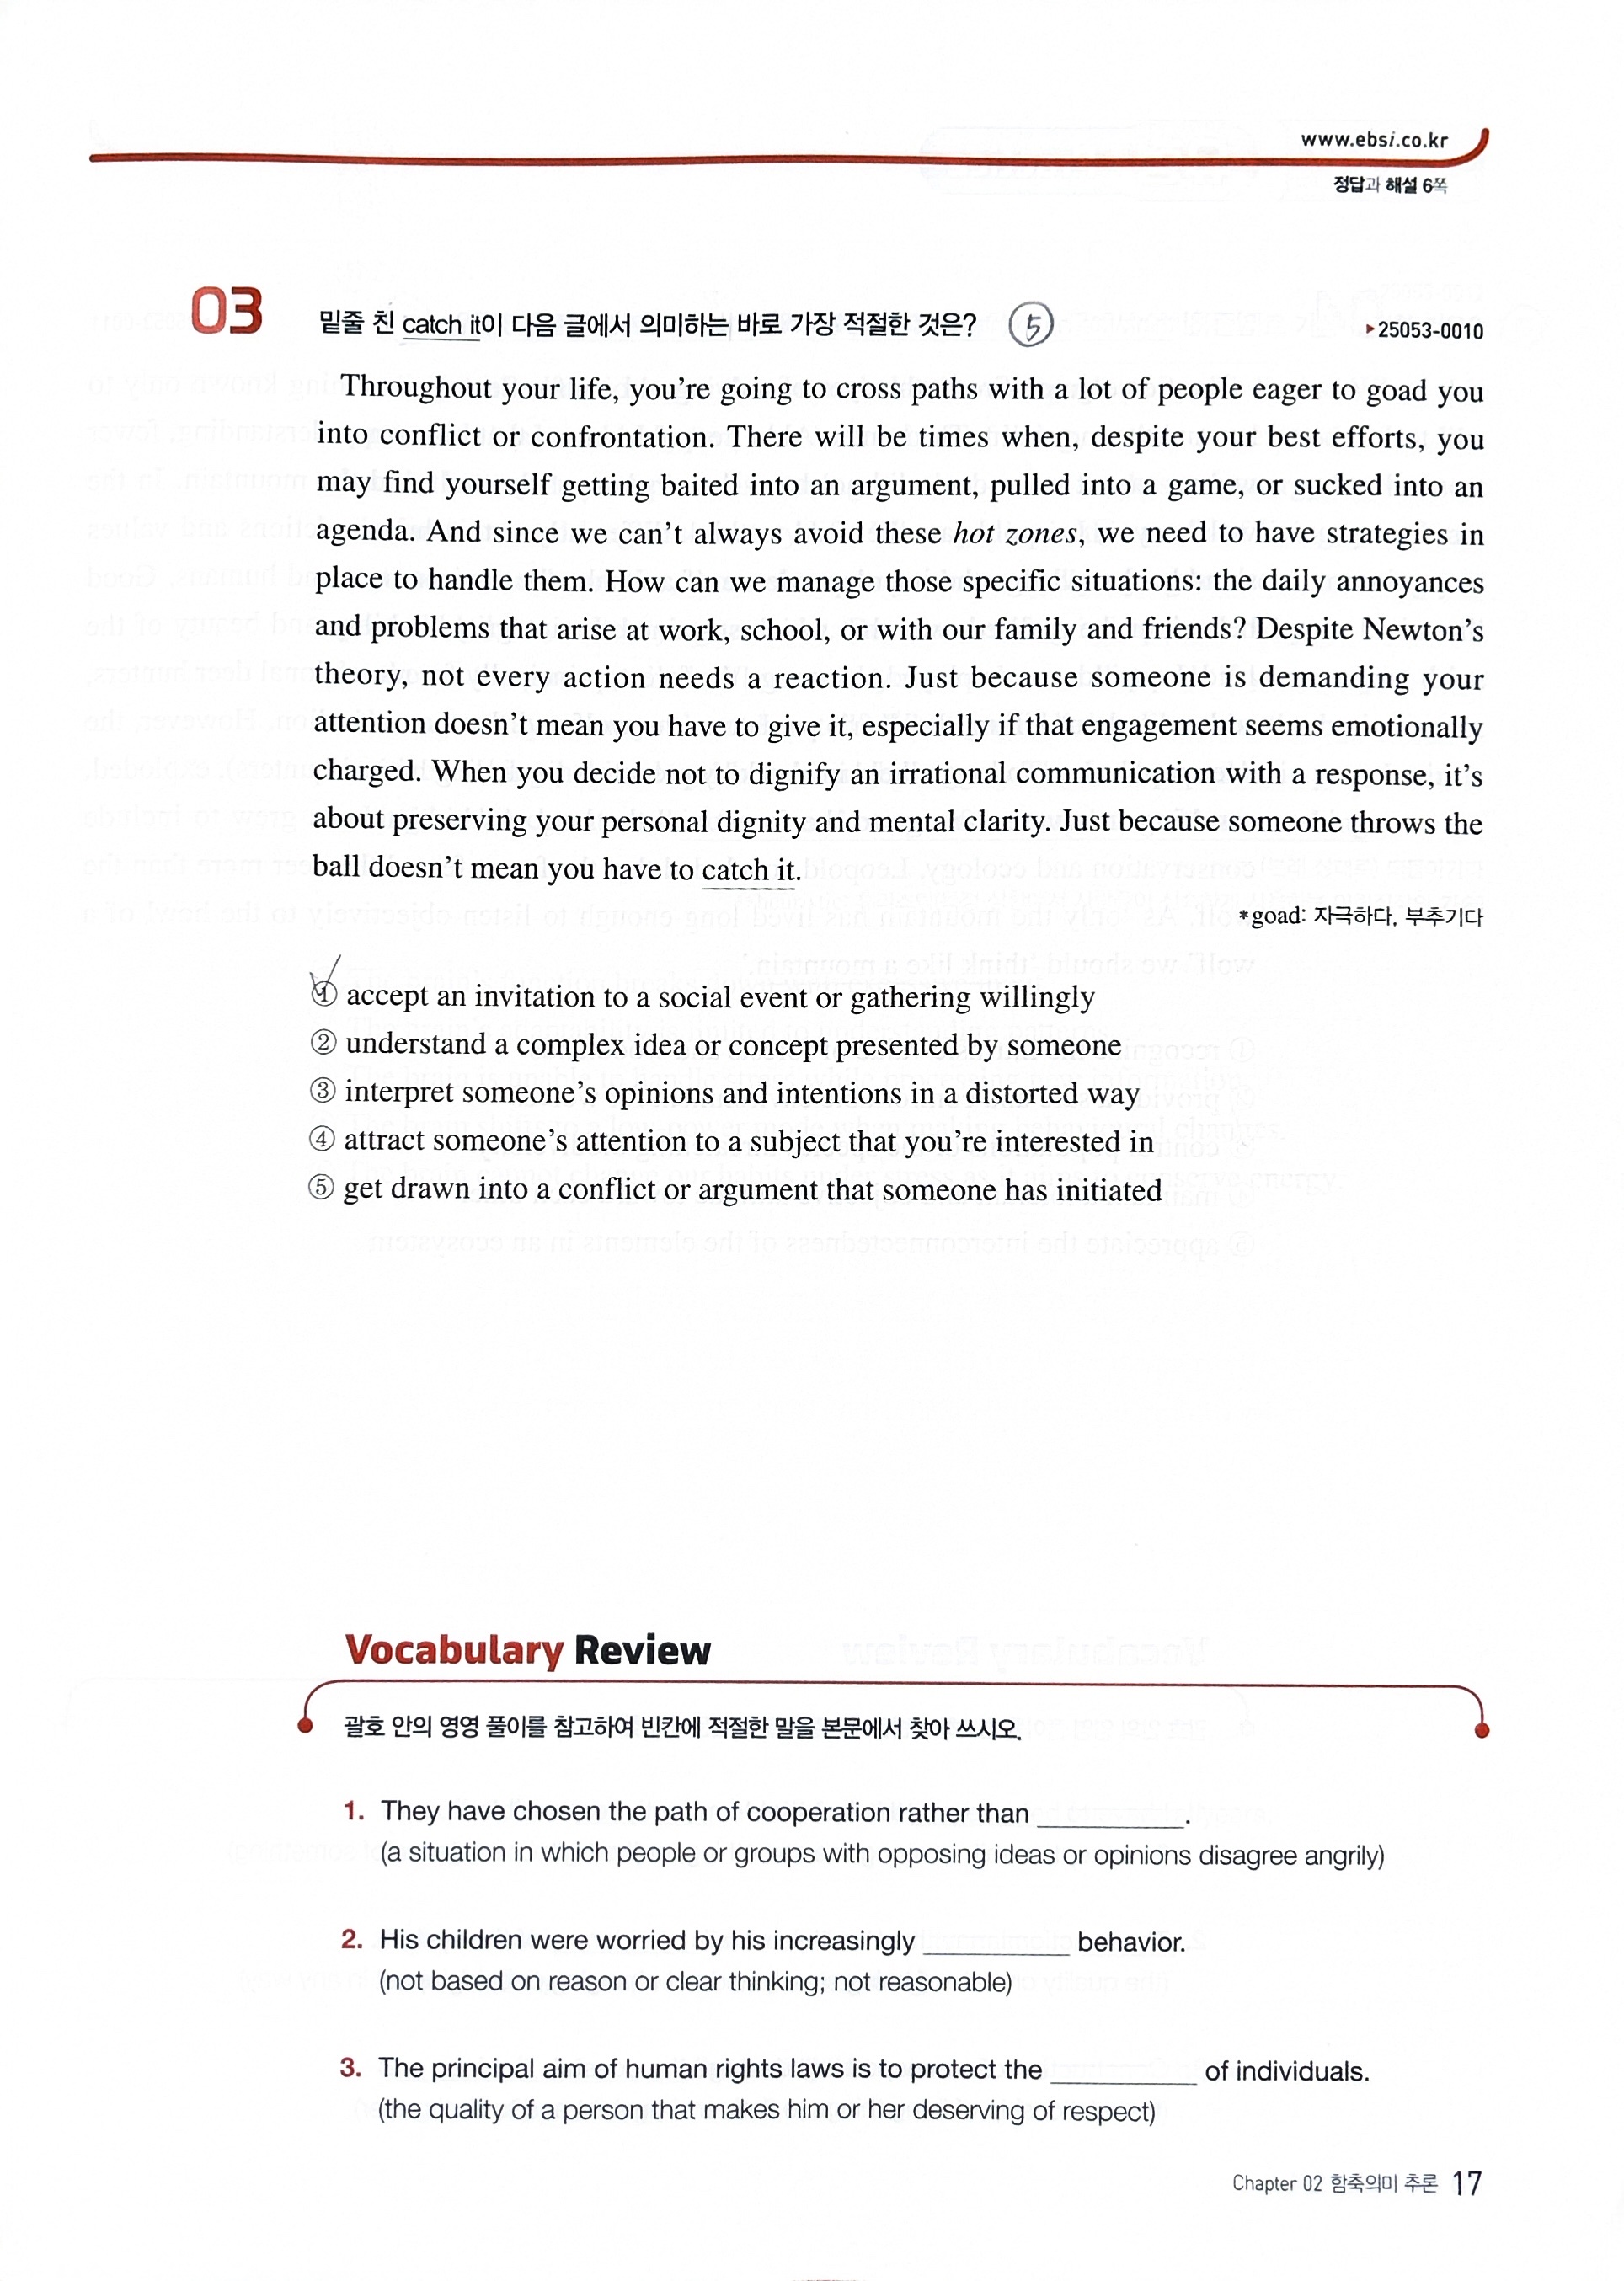 www.ebsi.co.kr
정답과 해설 6쪽
03
밑줄 친 catch it이 다음 글에서 의미하는 바로 가장 적절한 것은? ⑤
▸25053-0010
Throughout your life, you're going to cross paths with a lot of people eager to goad you
into conflict or confrontation. There will be times when, despite your best efforts, you
may find yourself getting baited into an argument, pulled into a game, or sucked into an
agenda. And since we can't always avoid these hot zones, we need to have strategies in
place to handle them. How can we manage those specific situations: the daily annoyances
and problems that arise at work, school, or with our family and friends? Despite Newton's
theory, not every action needs a reaction. Just because someone is demanding your
attention doesn't mean you have to give it, especially if that engagement seems emotionally
charged. When you decide not to dignify an irrational communication with a response, it's
about preserving your personal dignity and mental clarity. Just because someone throws the
ball doesn't mean you have to catch it.
*goad: 자극하다, 부추기다
① accept an invitation to a social event or gathering willingly
② understand a complex idea or concept presented by someone
③ interpret someone's opinions and intentions in a distorted way
④ attract someone's attention to a subject that you're interested in
⑤ get drawn into a conflict or argument that someone has initiated
Vocabulary Review
괄호 안의 영영 풀이를 참고하여 빈칸에 적절한 말을 본문에서 찾아 쓰시오.
1. They have chosen the path of cooperation rather than __________.
(a situation in which people or groups with opposing ideas or opinions disagree angrily)
2. His children were worried by his increasingly __________ behavior.
(not based on reason or clear thinking; not reasonable)
3. The principal aim of human rights laws is to protect the __________ of individuals.
(the quality of a person that makes him or her deserving of respect)
Chapter 02 함축의미 추론 17